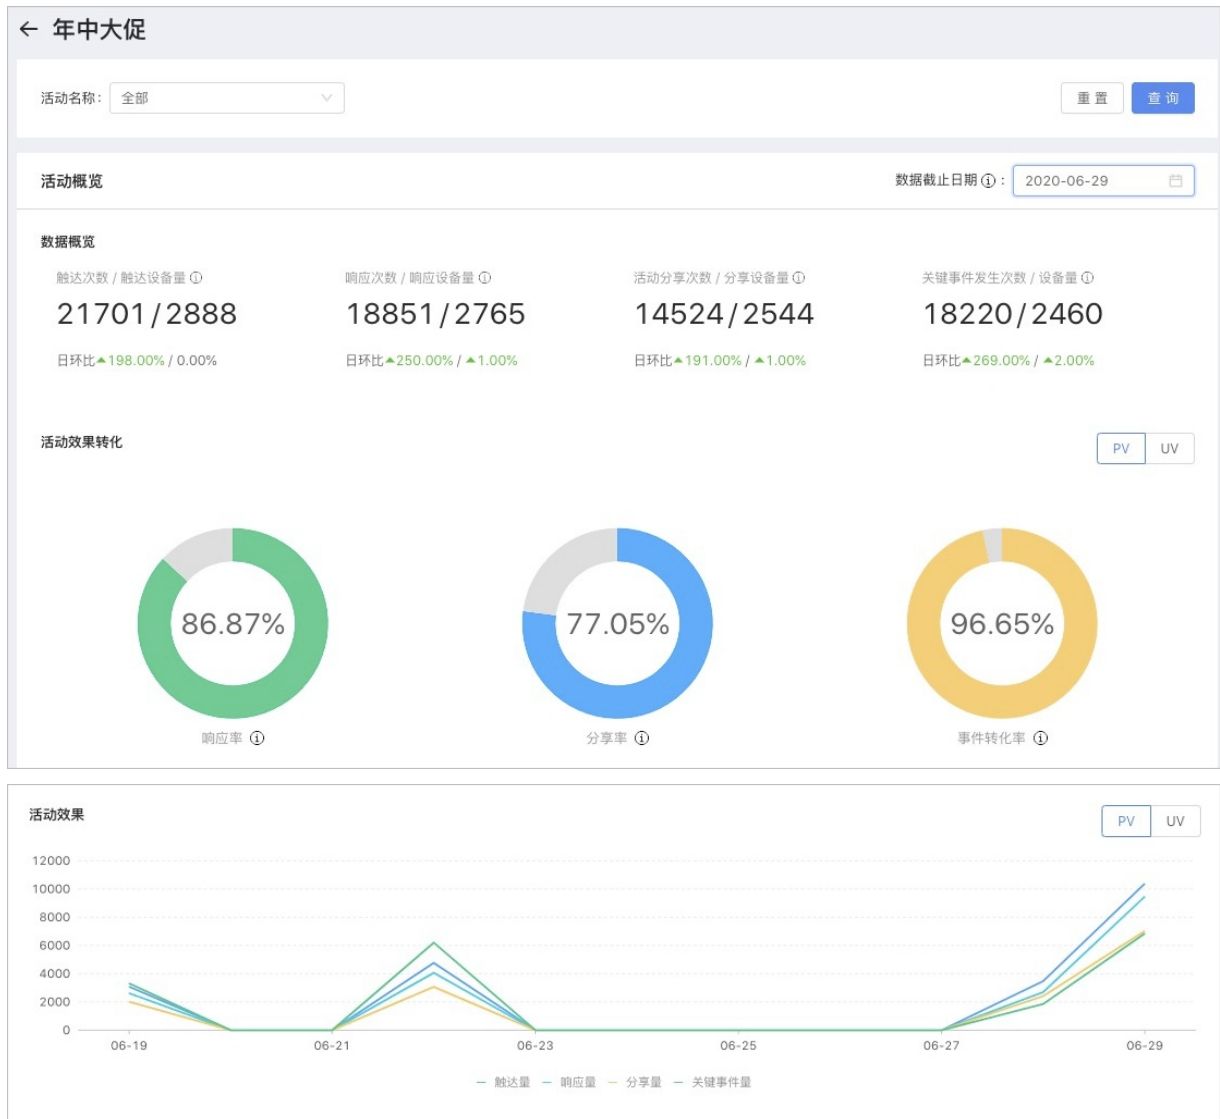 ← 年中大促
活动名称： 全部 重 置 查 询
活动概览 数据截止日期 ⓘ： 2020-06-29
数据概览
触达次数 / 触达设备量 ⓘ 响应次数 / 响应设备量 ⓘ 活动分享次数 / 分享设备量 ⓘ 关键事件发生次数 / 设备量 ⓘ
21701/2888 18851/2765 14524/2544 18220/2460
日环比▲198.00% / 0.00% 日环比▲250.00% / ▲1.00% 日环比▲191.00% / ▲1.00% 日环比▲269.00% / ▲2.00%
活动效果转化 PV UV
86.87% 77.05% 96.65%
响应率 ⓘ 分享率 ⓘ 事件转化率 ⓘ
活动效果 PV UV
12000
10000
8000
6000
4000
2000
0
06-19 06-21 06-23 06-25 06-27 06-29
触达量 响应量 分享量 关键事件量